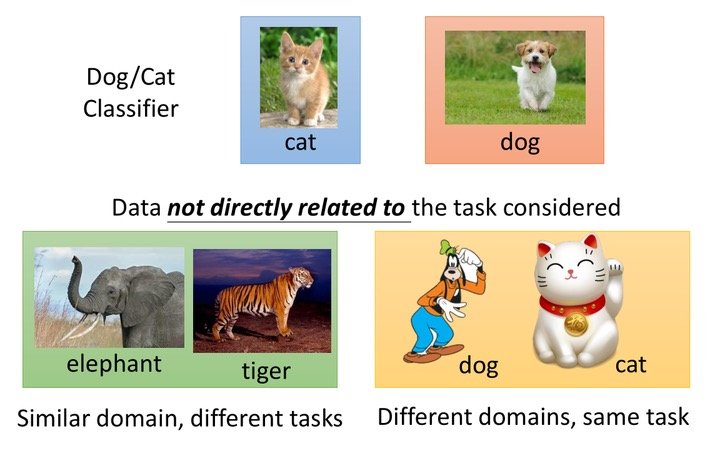 Dog/Cat
Classifier
cat
dog
Data not directly related to the task considered
elephant
tiger
dog
cat
Similar domain, different tasks
Different domains, same task